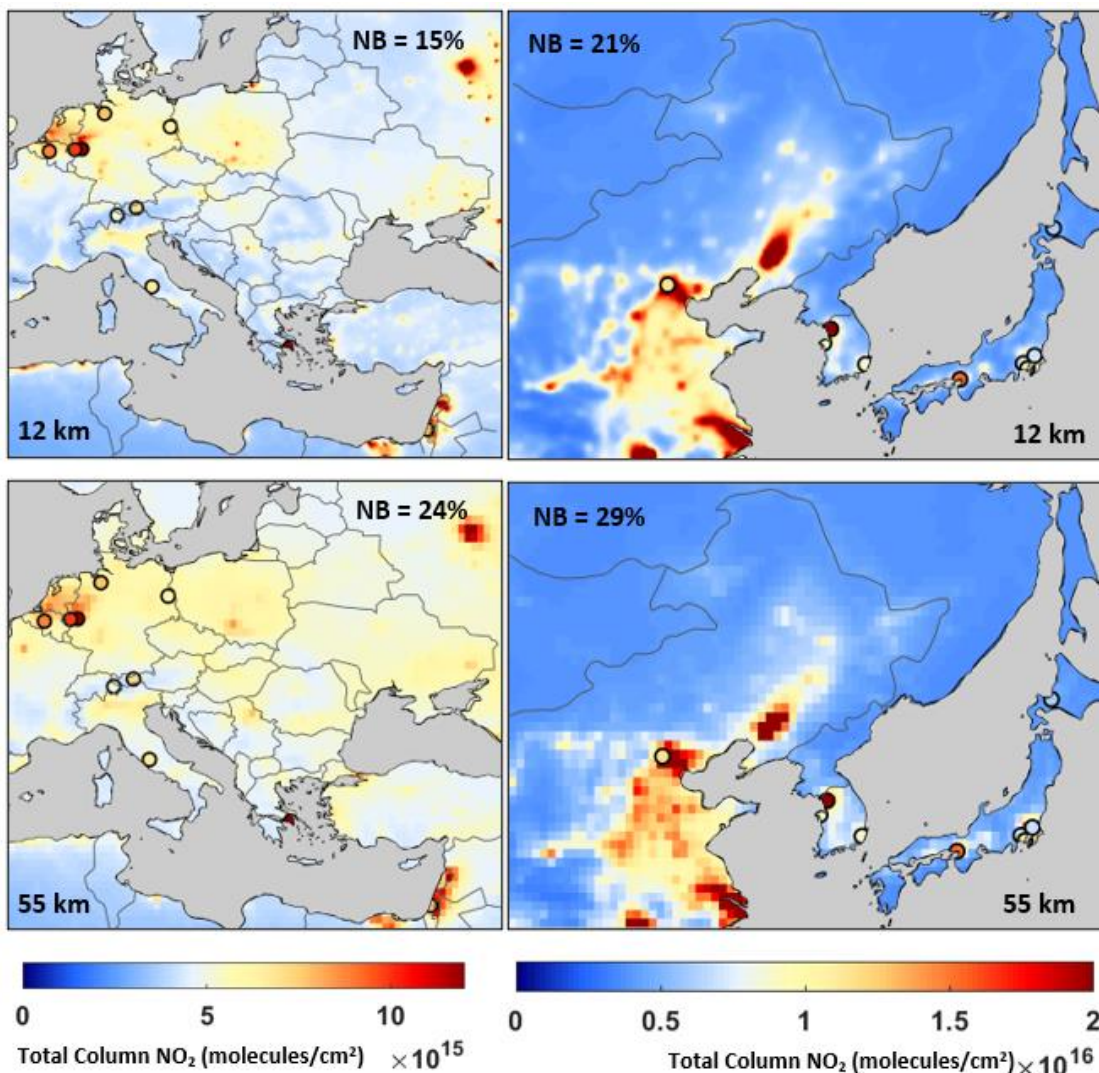 NB = 15%
NB = 21%
12 km
12 km
NB = 24%
NB = 29%
55 km
55 km
0 5 10
0 0.5 1 1.5 2
Total Column NO₂ (molecules/cm²) ×10¹⁵
Total Column NO₂ (molecules/cm²) ×10¹⁶